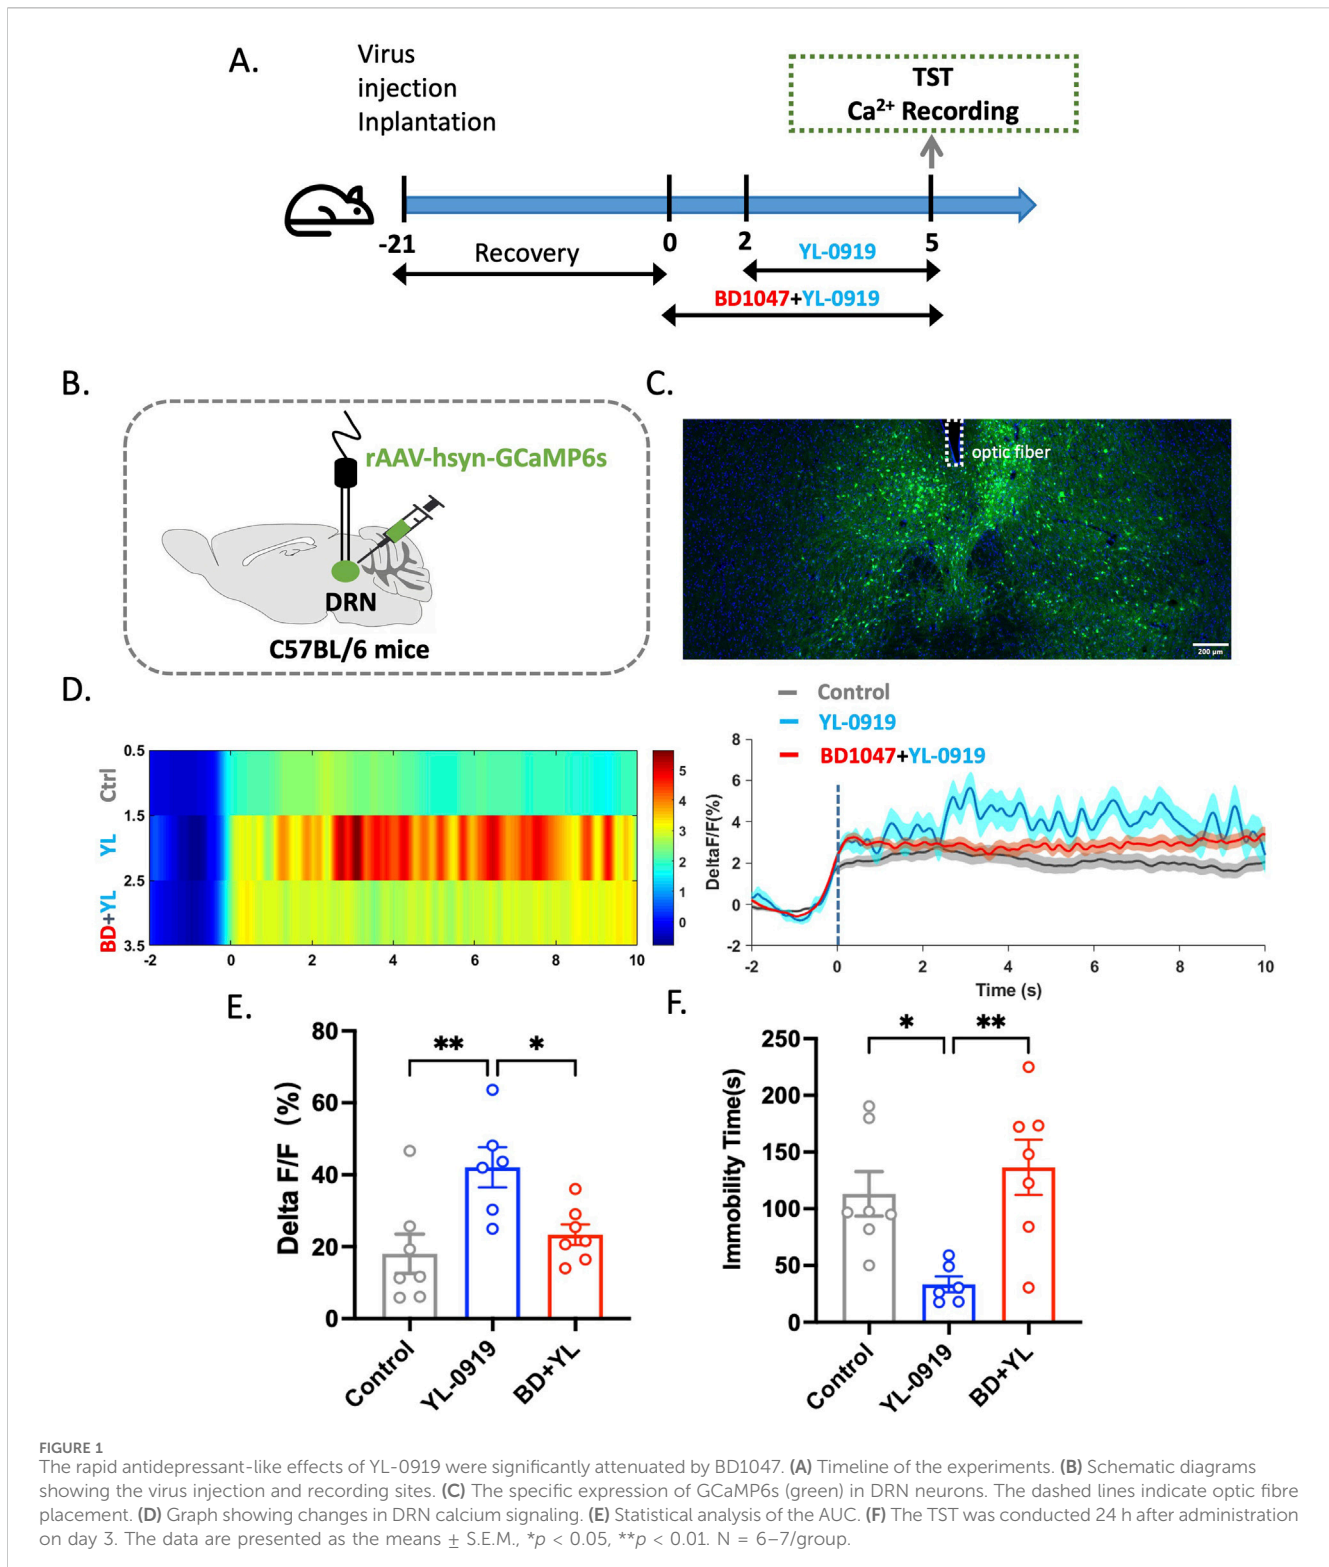 A.
Virus
injection
Inplantation
TST
Ca²⁺ Recording
-21
0
2
5
Recovery
YL-0919
BD1047+YL-0919
B.
rAAV-hsyn-GCaMP6s
DRN
C57BL/6 mice
C.
optic fiber
200 µm
D.
Ctrl
YL
BD+YL
0.5
1.5
2.5
3.5
-2
0
2
4
6
8
10
5
4
3
2
1
0
Control
YL-0919
BD1047+YL-0919
DeltaF/F(%)
8
6
4
2
0
-2
-2
0
2
4
6
8
10
Time (s)
E.
Delta F/F (%)
80
60
40
20
0
**
*
Control
YL-0919
BD+YL
F.
Immobility Time(s)
250
200
150
100
50
0
*
**
Control
YL-0919
BD+YL
FIGURE 1
The rapid antidepressant-like effects of YL-0919 were significantly attenuated by BD1047. (A) Timeline of the experiments. (B) Schematic diagrams
showing the virus injection and recording sites. (C) The specific expression of GCaMP6s (green) in DRN neurons. The dashed lines indicate optic fibre
placement. (D) Graph showing changes in DRN calcium signaling. (E) Statistical analysis of the AUC. (F) The TST was conducted 24 h after administration
on day 3. The data are presented as the means ± S.E.M., *p < 0.05, **p < 0.01. N = 6–7/group.